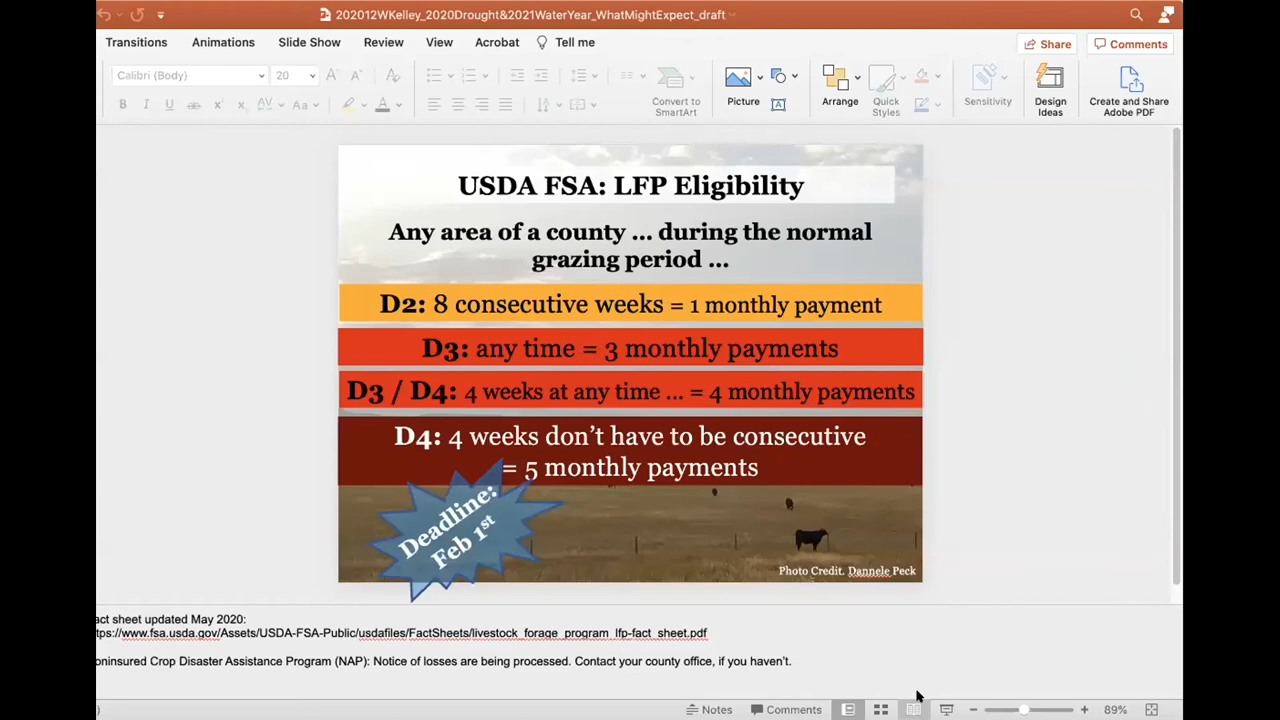 202012WKelley_2020Drought&2021WaterYear_WhatMightExpect_draft
Transitions Animations Slide Show Review View Acrobat Tell me Share Comments
Calibri (Body) 20
Convert to SmartArt
Picture
Arrange
Quick Styles
Sensitivity
Design Ideas
Create and Share Adobe PDF
USDA FSA: LFP Eligibility
Any area of a county ... during the normal
grazing period ...
D2: 8 consecutive weeks = 1 monthly payment
D3: any time = 3 monthly payments
D3 / D4: 4 weeks at any time ... = 4 monthly payments
D4: 4 weeks don't have to be consecutive
= 5 monthly payments
Deadline:
Feb 1st
Photo Credit. Dannele Peck
act sheet updated May 2020:
tps://www.fsa.usda.gov/Assets/USDA-FSA-Public/usdafiles/FactSheets/livestock_forage_program_lfp-fact_sheet.pdf
oninsured Crop Disaster Assistance Program (NAP): Notice of losses are being processed. Contact your county office, if you haven't.
Notes Comments 89%